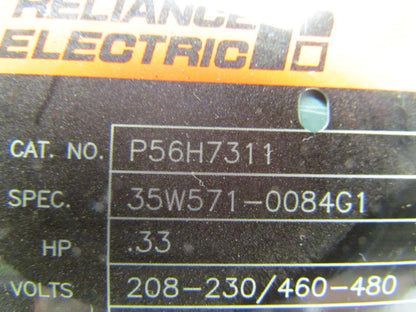 RELIANCE
ELECTRIC
CAT. NO. P56H7311
SPEC. 35W571-0084G1
HP .33
VOLTS 208-230/460-480